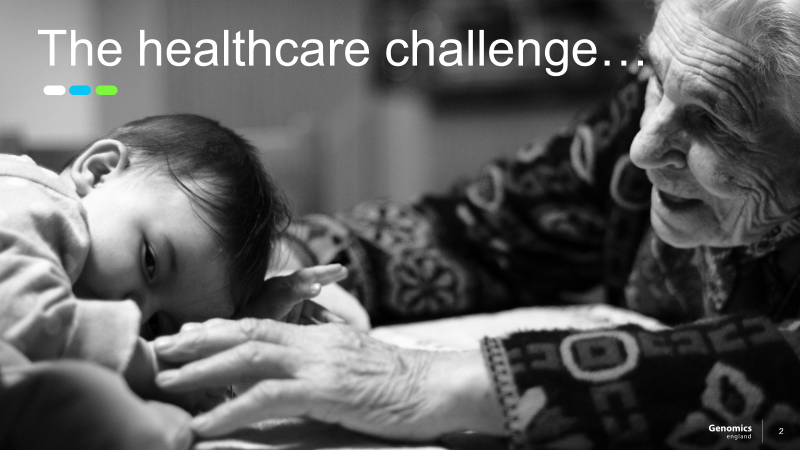 The healthcare challenge…
Genomics
england
2